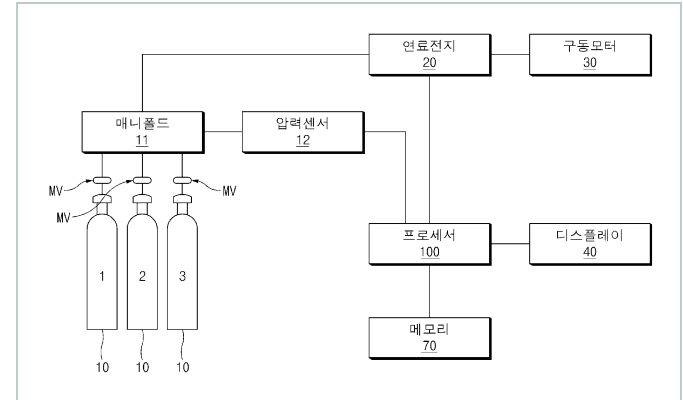 연료전지
20
구동모터
30
매니폴드
11
압력센서
12
MV
MV
MV
1 2 3
10 10 10
프로세서
100
디스플레이
40
메모리
70